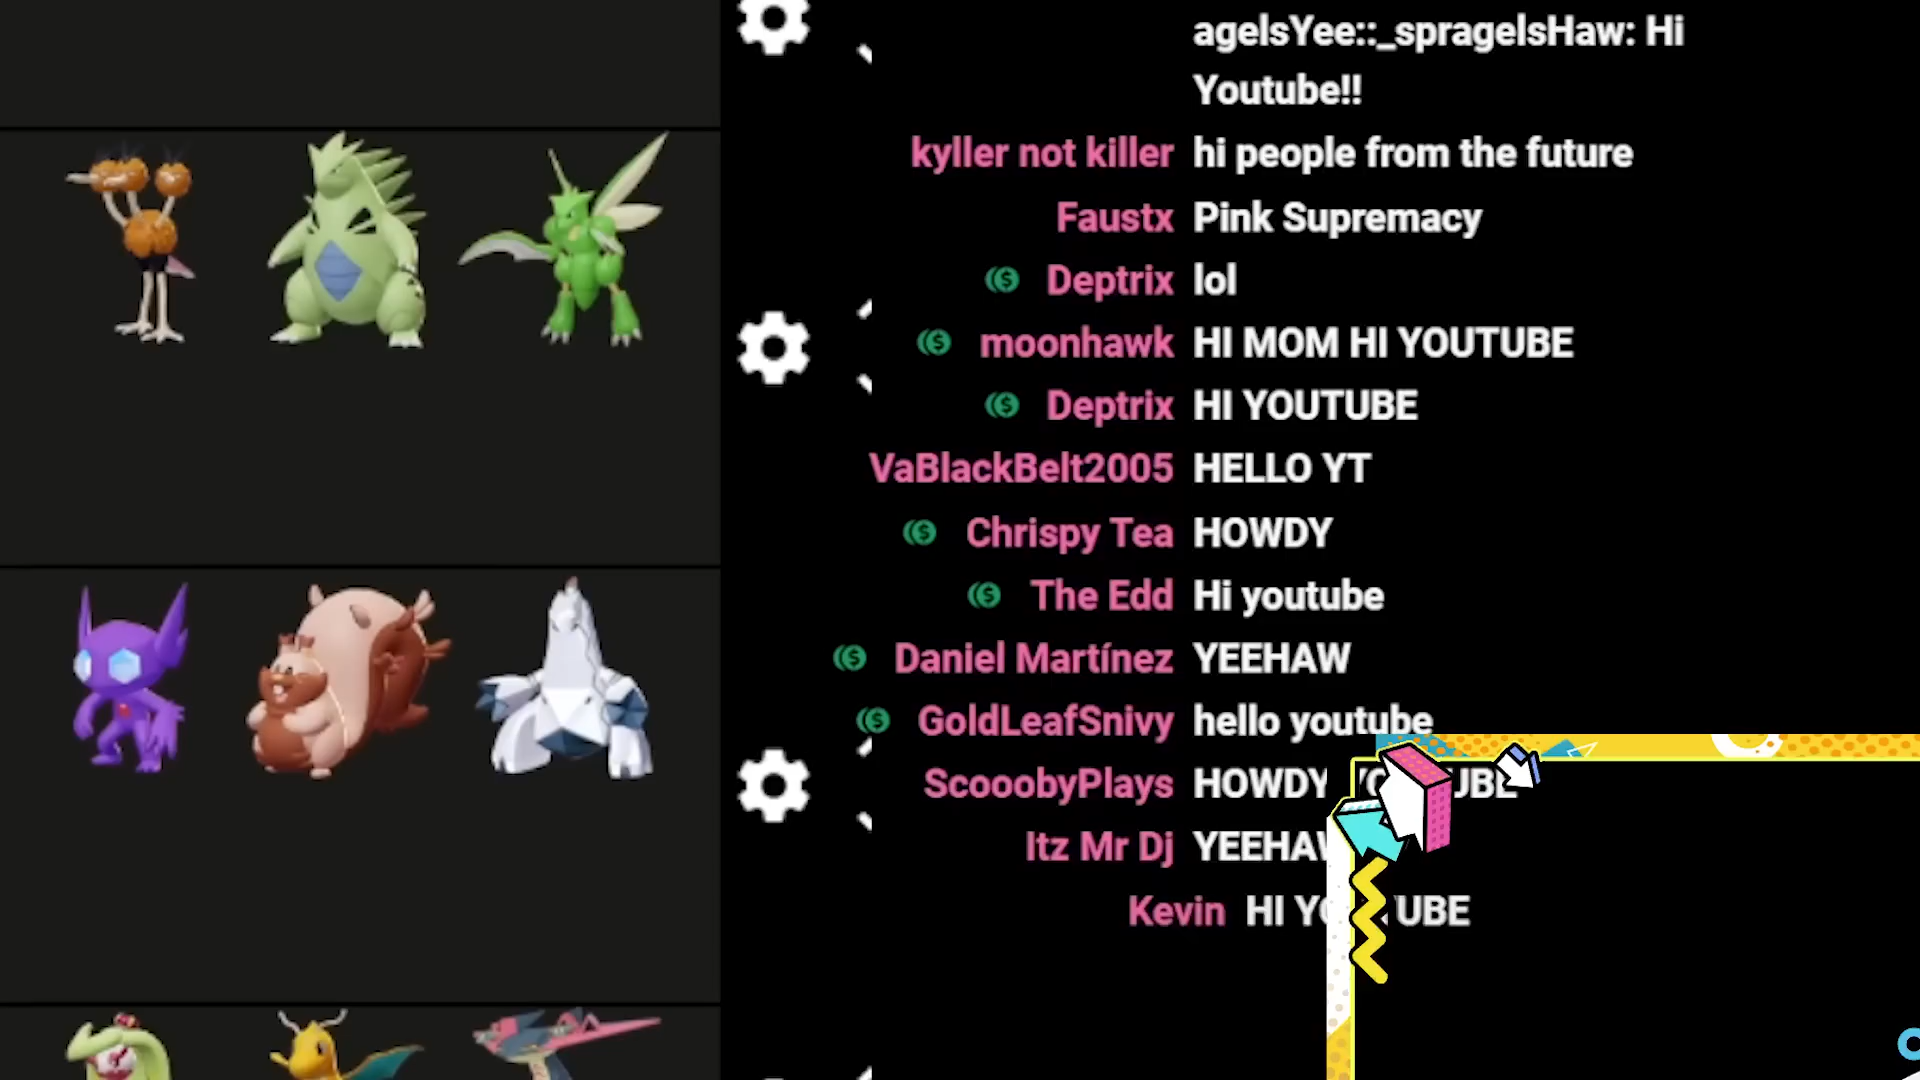 agelsYee::_spragelsHaw: Hi
Youtube!!
kyller not killer hi people from the future
Faustx Pink Supremacy
Deptrix lol
moonhawk HI MOM HI YOUTUBE
Deptrix HI YOUTUBE
VaBlackBelt2005 HELLO YT
Chrispy Tea HOWDY
The Edd Hi youtube
Daniel Martínez YEEHAW
GoldLeafSnivy hello youtube
ScooobyPlays HOWDY
Itz Mr Dj
Kevin HI